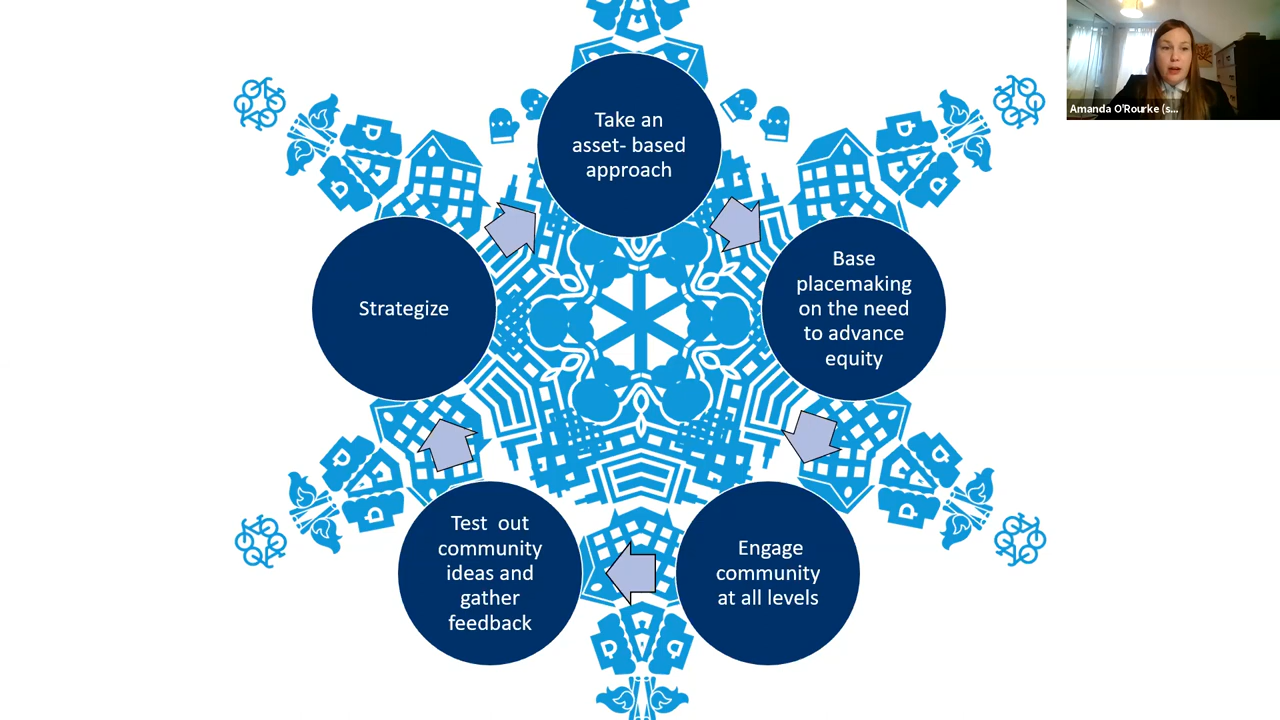 Take an
asset- based
approach
Base
placemaking
on the need
to advance
equity
Engage
community
at all levels
Test out
community
ideas and
gather
feedback
Strategize
Amanda O'Rourke (s...